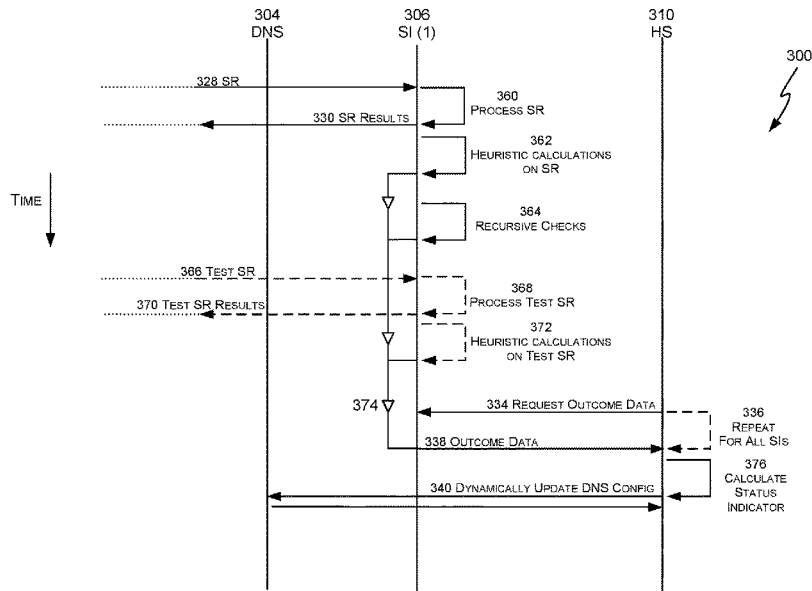 304
DNS
306
SI (1)
310
HS
300
328 SR
360
PROCESS SR
330 SR RESULTS
362
HEURISTIC CALCULATIONS
ON SR
TIME
364
RECURSIVE CHECKS
366 TEST SR
368
PROCESS TEST SR
370 TEST SR RESULTS
372
HEURISTIC CALCULATIONS
ON TEST SR
374
334 REQUEST OUTCOME DATA
336
REPEAT
FOR ALL SIS
338 OUTCOME DATA
376
CALCULATE
STATUS
INDICATOR
340 DYNAMICALLY UPDATE DNS CONFIG